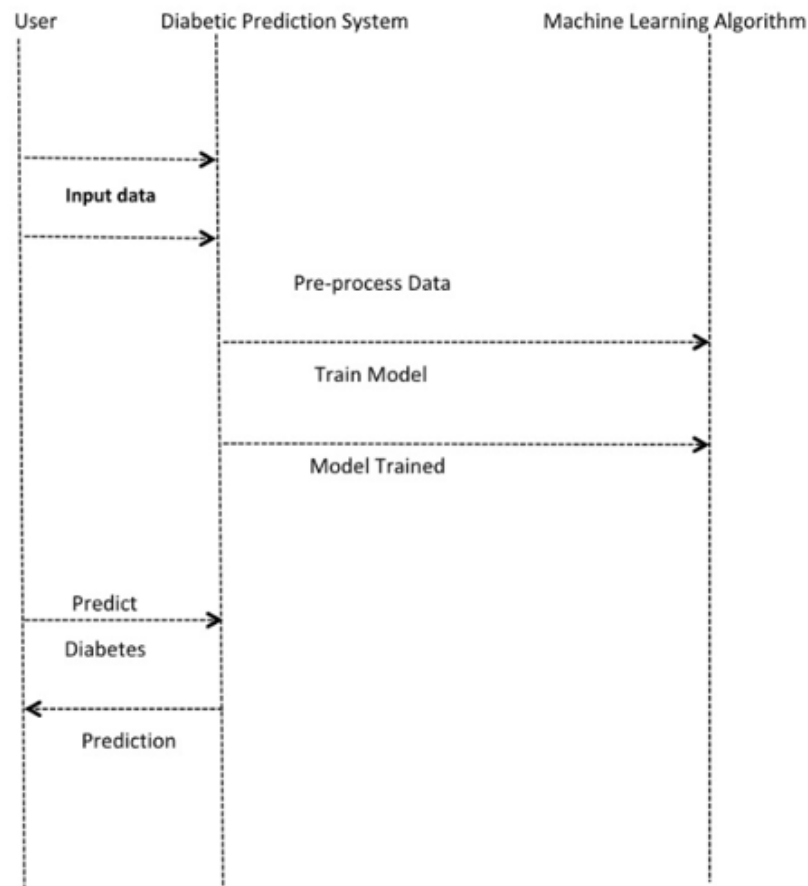 User
Diabetic Prediction System
Machine Learning Algorithm
Input data
Pre-process Data
Train Model
Model Trained
Predict
Diabetes
Prediction